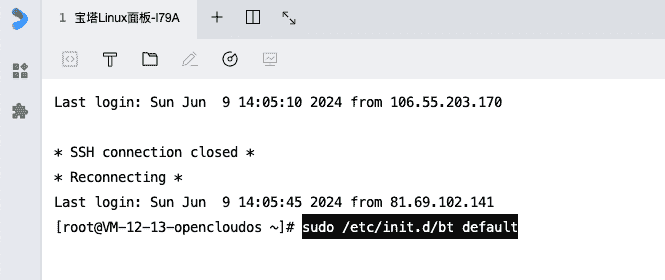 1 宝塔Linux面板-l79A
Last login: Sun Jun  9 14:05:10 2024 from 106.55.203.170
* SSH connection closed *
* Reconnecting *
Last login: Sun Jun  9 14:05:45 2024 from 81.69.102.141
[root@VM-12-13-opencloudos ~]# sudo /etc/init.d/bt default